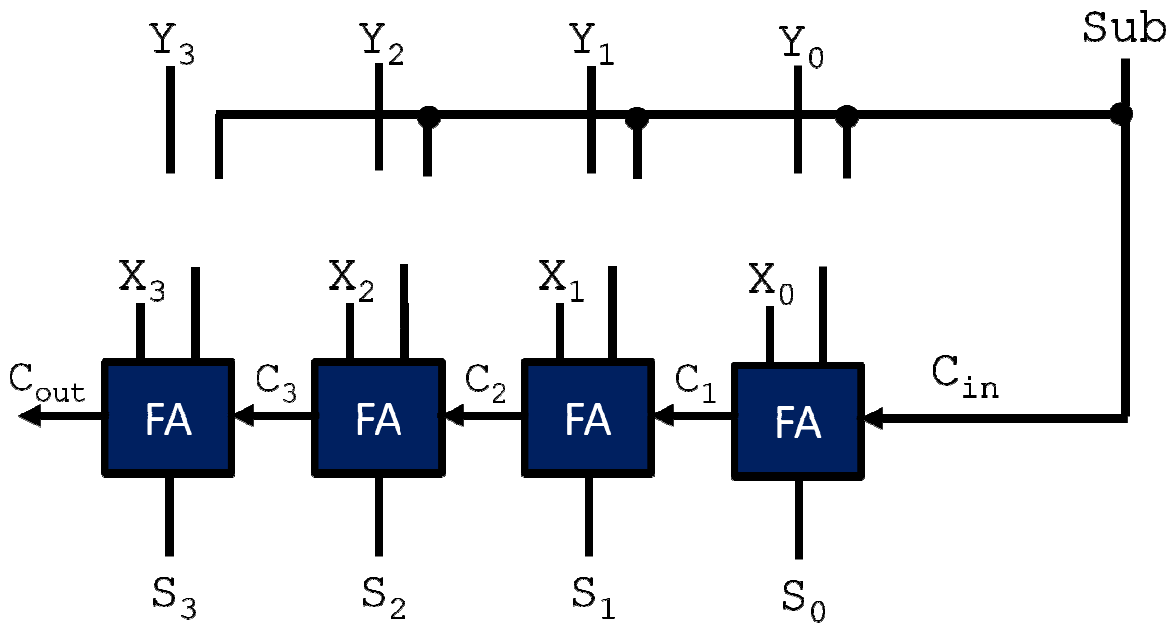 Y3 Y2 Y1 Y0 Sub
X3 X2 X1 X0
Cout C3 C2 C1 Cin
FA FA FA FA
S3 S2 S1 S0